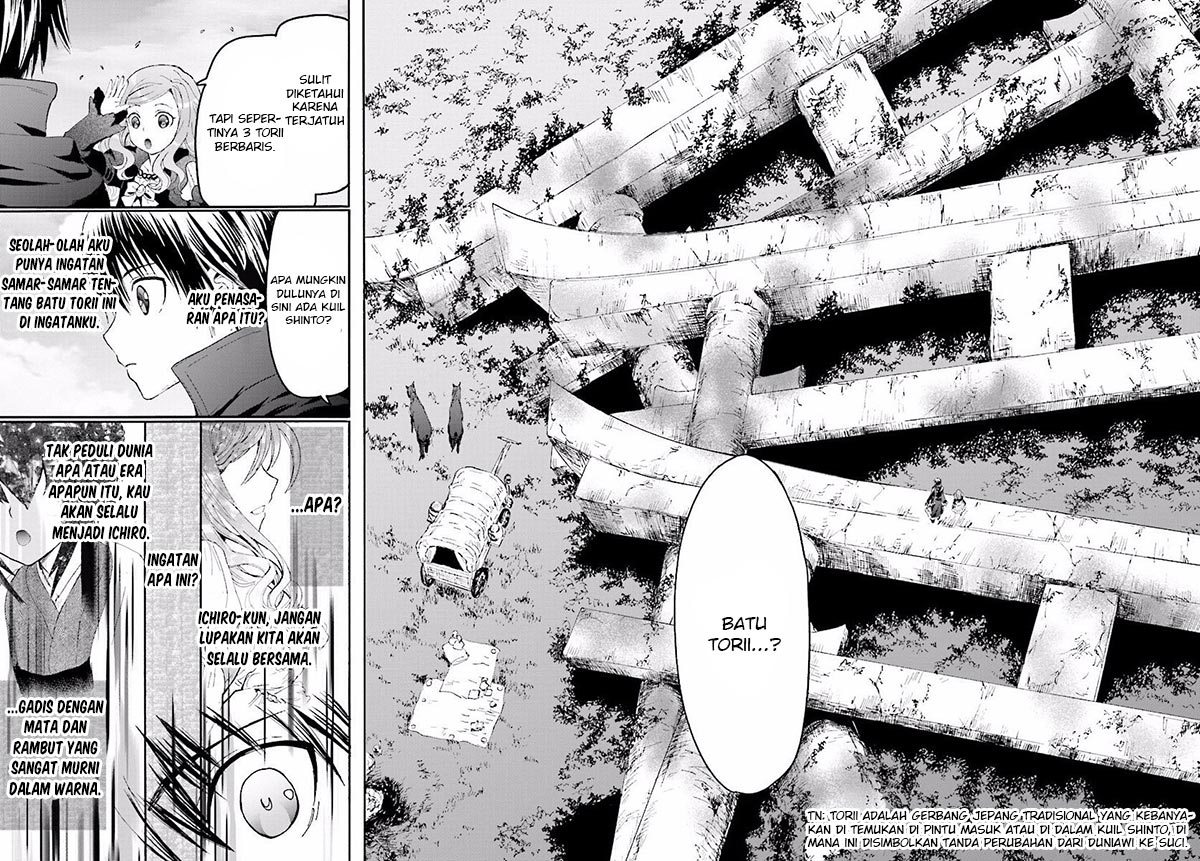 BATU
TORII...?
TN: TORII ADALAH GERBANG JEPANG TRADISIONAL YANG KEBANYA-
KAN DI TEMUKAN DI PINTU MASUK ATAU DI DALAM KUIL SHINTO, DI
MANA INI DISIMBOLKAN TANDA PERUBAHAN DARI DUNIAWI KE SUCI.
SULIT
DIKETAHUI
KARENA
TERJATUH
TAPI SEPER-
TINYA 3 TORII
BERBARIS.
APA MUNGKIN
DULUNYA DI
SINI ADA KUIL
SHINTO?
AKU PENASA-
RAN APA ITU?
SEOLAH-OLAH AKU
PUNYA INGATAN
SAMAR-SAMAR TEN-
TANG BATU TORII INI
DI INGATANKU.
...APA?
TAK PEDULI DUNIA
APA ATAU ERA
APAPUN ITU, KAU
AKAN SELALU
MENJADI ICHIRO.
INGATAN
APA INI?
ICHIRO-KUN, JANGAN
LUPAKAN KITA AKAN
SELALU BERSAMA.
...GADIS DENGAN
MATA DAN
RAMBUT YANG
SANGAT MURNI
DALAM WARNA.